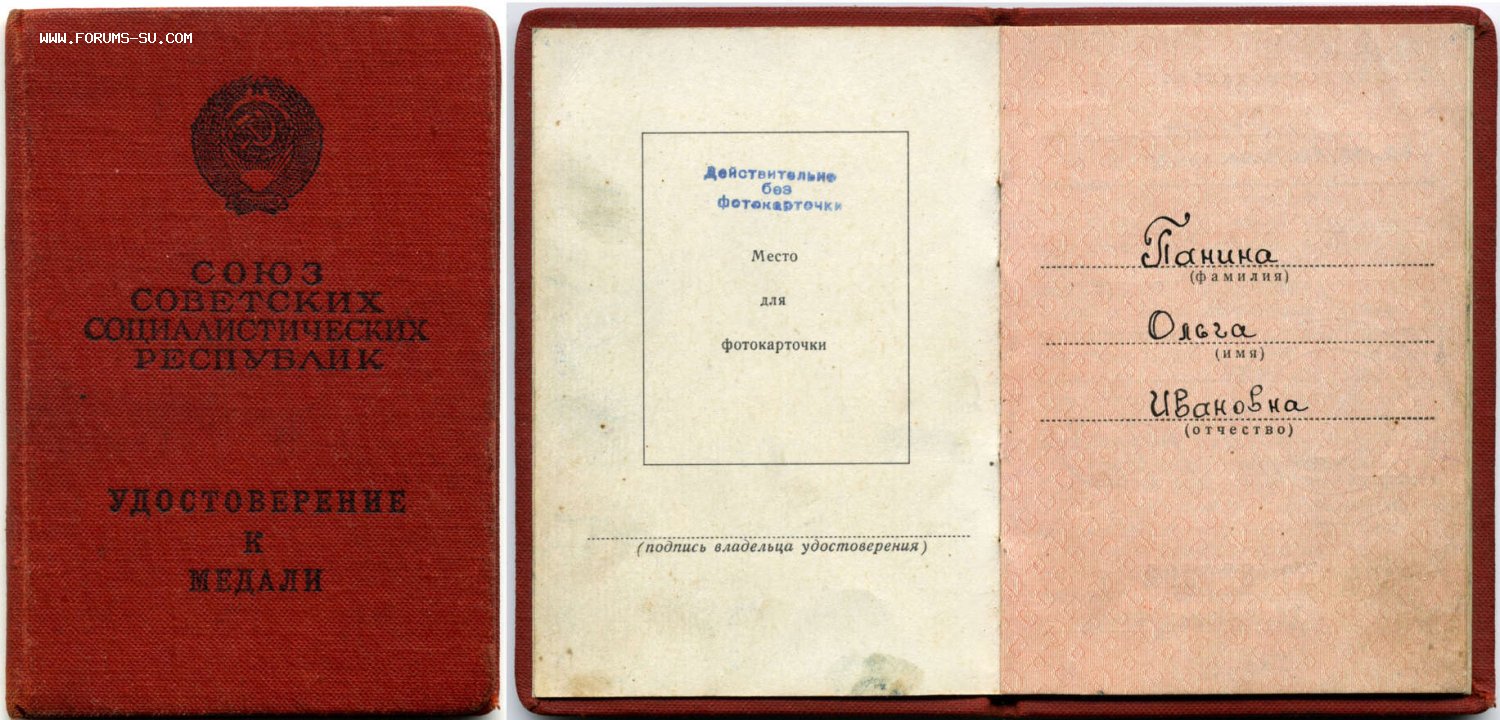 WWW.FORUMS-SU.COM
СОЮЗ
СОВЕТСКИХ
СОЦИАЛИСТИЧЕСКИХ
РЕСПУБЛИК
УДОСТОВЕРЕНИЕ
К
МЕДАЛИ
Действительно
без
фотокарточки
Место
для
фотокарточки
(подпись владельца удостоверения)
Панина
(фамилия)
Ольга
(имя)
Ивановна
(отчество)